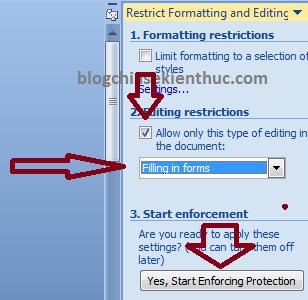 Restrict Formatting and Editing
1. Formatting restrictions
Limit formatting to a selection of
styles
blogchiasekienthuc.com
Settings...
2. Editing restrictions
Allow only this type of editing in
the document:
Filling in forms
3. Start enforcement
Are you ready to apply these
settings? (You can turn them off
later)
Yes, Start Enforcing Protection